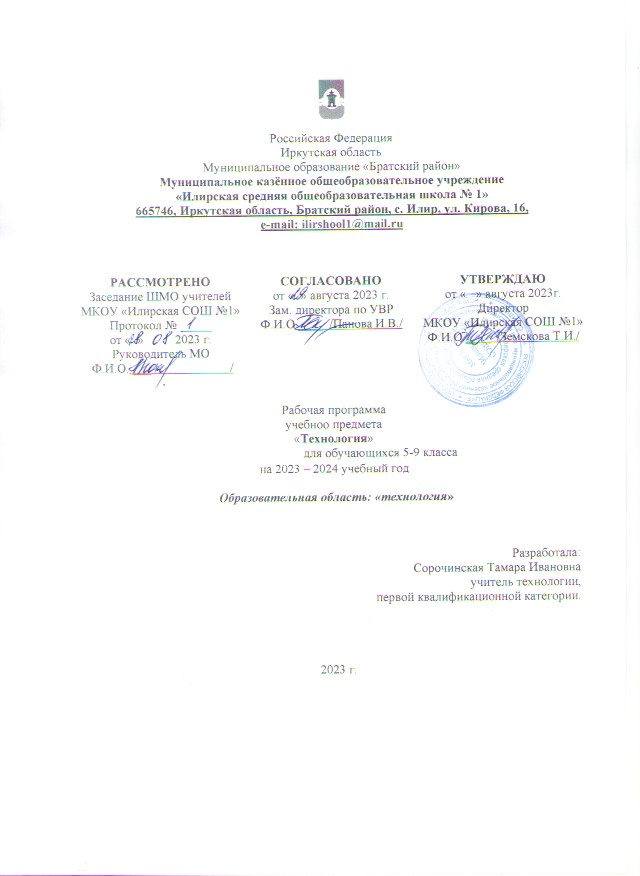 Российская Федерация
Иркутская область
Муниципальное образование «Братский район»
Муниципальное казённое общеобразовательное учреждение
«Илирская средняя общеобразовательная школа № 1»
665746, Иркутская область, Братский район, с. Илир, ул. Кирова, 16,
e-mail: ilirshool1@mail.ru
РАССМОТРЕНО
Заседание ШМО учителей
МКОУ «Илирская СОШ №1»
Протокол № 1
от «28» 08 2023 г.
Руководитель МО
Ф.И.О. /
СОГЛАСОВАНО
от «28» августа 2023 г.
Зам. директора по УВР
Ф.И.О. /Панова И.В./
УТВЕРЖДАЮ
от « » августа 2023г.
Директор
МКОУ «Илирская СОШ №1»
Ф.И.О. /Земскова Т.И./
Рабочая программа
учебноо предмета
«Технология»
для обучающихся 5-9 класса
на 2023 – 2024 учебный год
Образовательная область: «технология»
Разработала:
Сорочинская Тамара Ивановна
учитель технологии,
первой квалификационной категории.
2023 г.